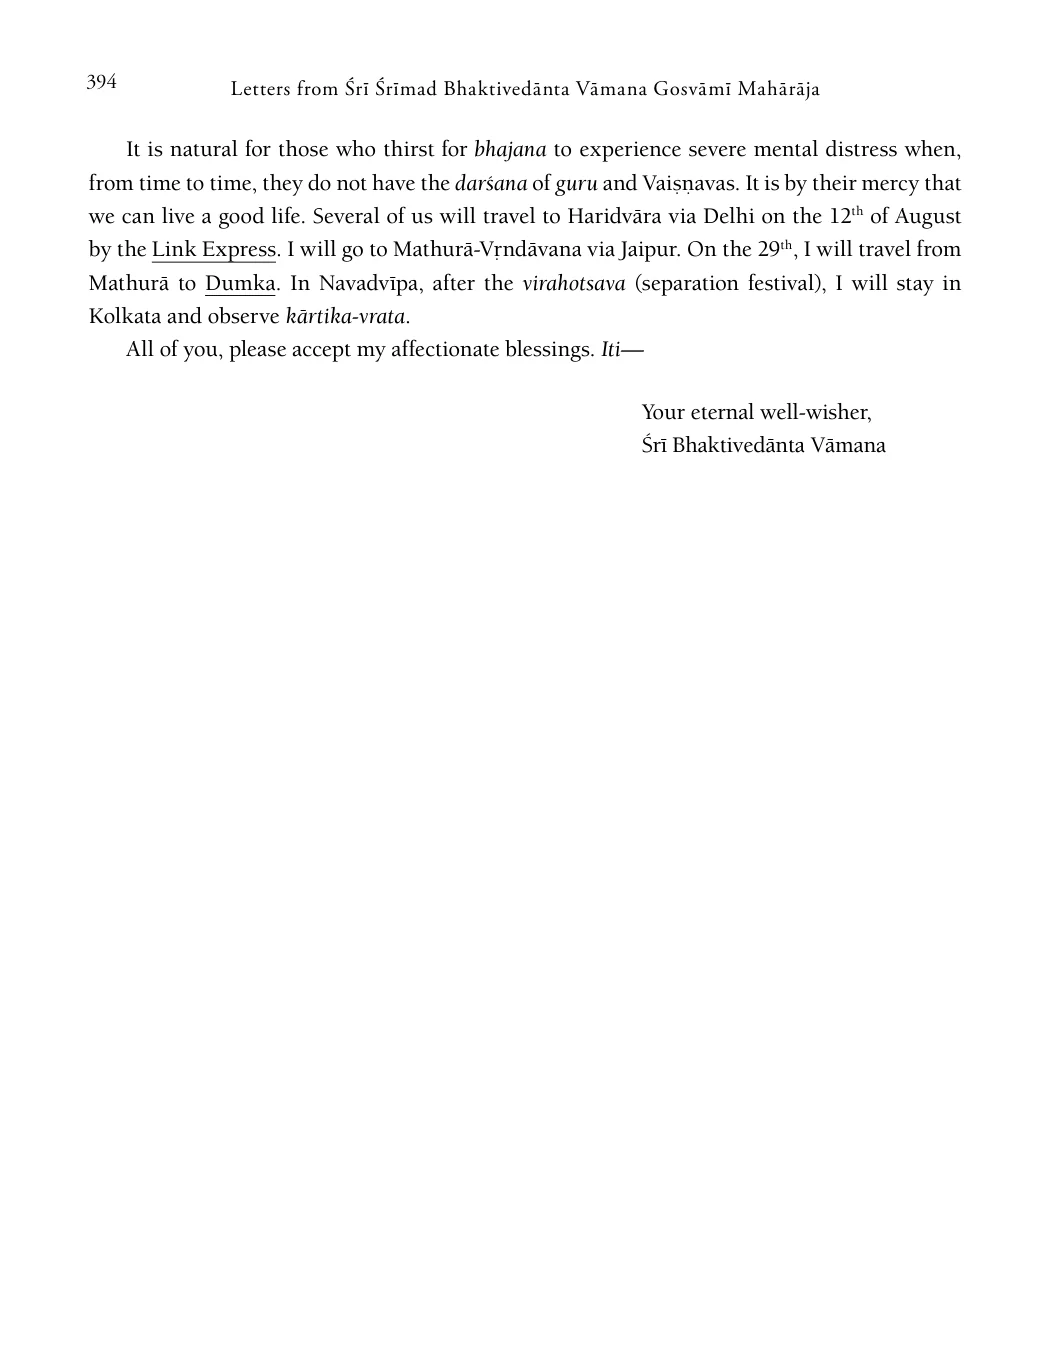 394
Letters from Śrī Śrīmad Bhaktivedānta Vāmana Gosvāmī Mahārāja
It is natural for those who thirst for bhajana to experience severe mental distress when,
from time to time, they do not have the darśana of guru and Vaiṣṇavas. It is by their mercy that
we can live a good life. Several of us will travel to Haridvāra via Delhi on the 12th of August
by the Link Express. I will go to Mathurā-Vṛndāvana via Jaipur. On the 29th, I will travel from
Mathurā to Dumka. In Navadvīpa, after the virahotsava (separation festival), I will stay in
Kolkata and observe kārtika-vrata.
All of you, please accept my affectionate blessings. Iti—
Your eternal well-wisher,
Śrī Bhaktivedānta Vāmana